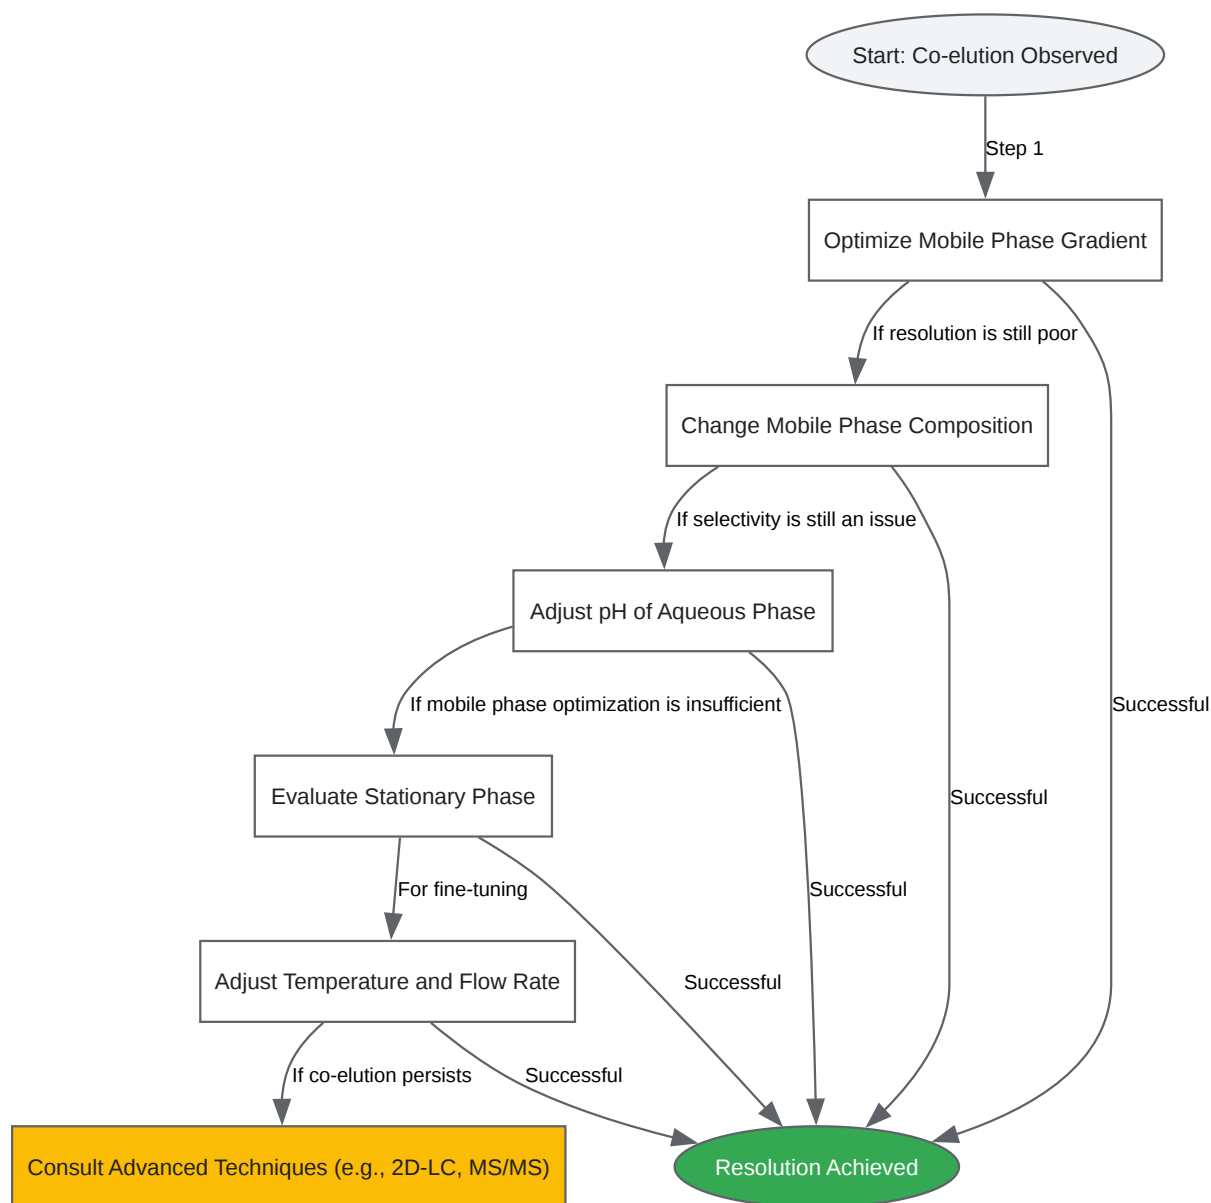 Start: Co-elution Observed
Step 1
Optimize Mobile Phase Gradient
If resolution is still poor
Change Mobile Phase Composition
If selectivity is still an issue
Adjust pH of Aqueous Phase
If mobile phase optimization is insufficient
Successful
Evaluate Stationary Phase
Successful
For fine-tuning
Successful
Adjust Temperature and Flow Rate
Successful
If co-elution persists
Successful
Consult Advanced Techniques (e.g., 2D-LC, MS/MS)
Resolution Achieved